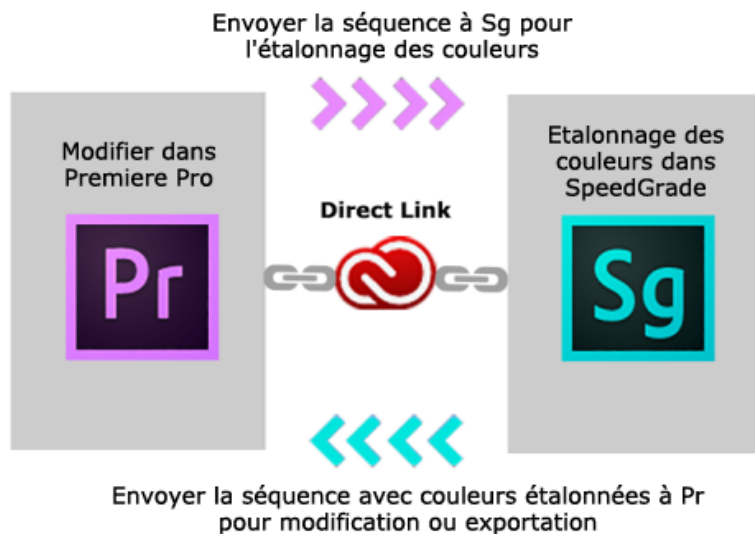 Envoyer la séquence à Sg pour
l'étalonnage des couleurs
Modifier dans
Premiere Pro
Pr
Direct Link
Etalonnage des
couleurs dans
SpeedGrade
Sg
Envoyer la séquence avec couleurs étalonnées à Pr
pour modification ou exportation